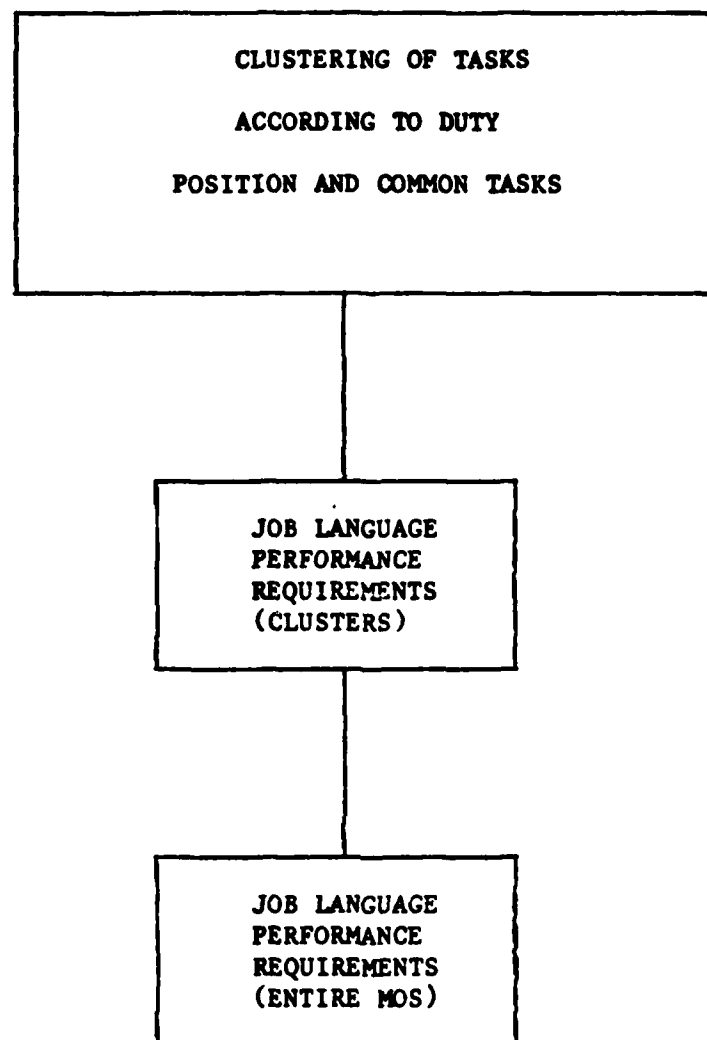 CLUSTERING OF TASKS
ACCORDING TO DUTY
POSITION AND COMMON TASKS
JOB LANGUAGE
PERFORMANCE
REQUIREMENTS
(CLUSTERS)
JOB LANGUAGE
PERFORMANCE
REQUIREMENTS
(ENTIRE MOS)